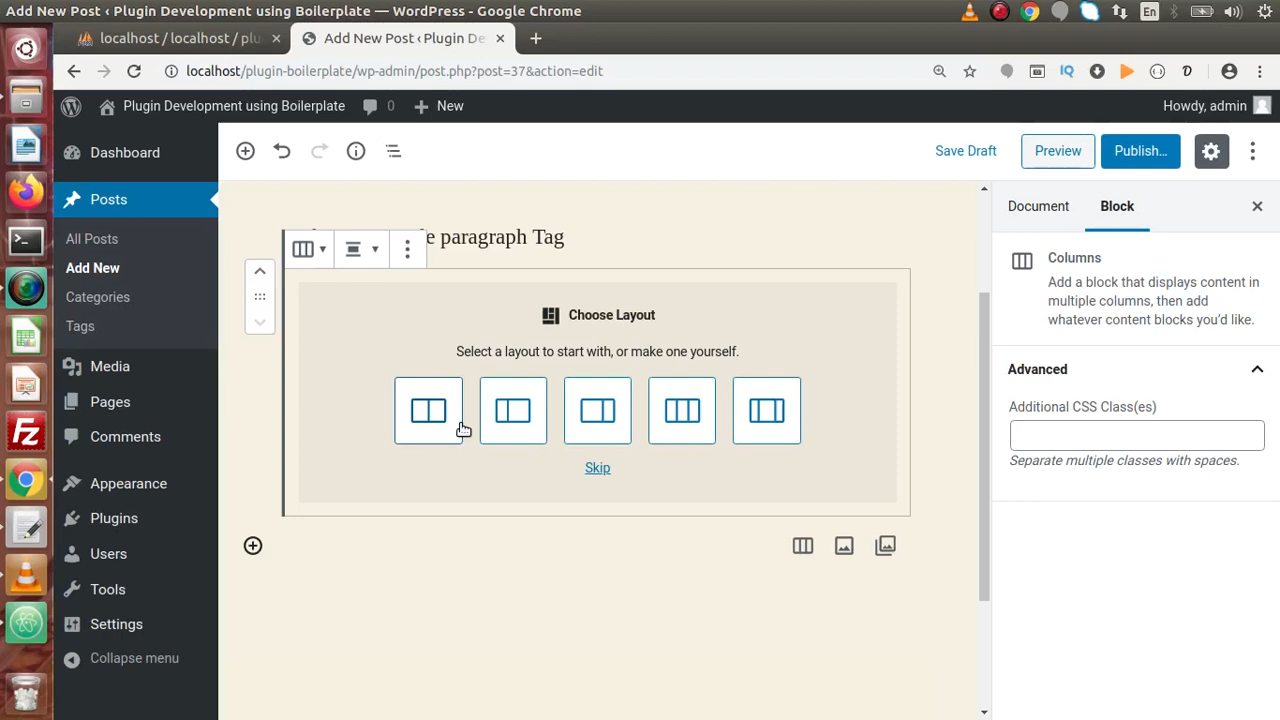 Add New Post ‹ Plugin Development using Boilerplate — WordPress - Google Chrome
En
localhost / localhost / plu
Add New Post ‹ Plugin De
localhost/plugin-boilerplate/wp-admin/post.php?post=37&action=edit
IQ
Plugin Development using Boilerplate
0
New
Howdy, admin
Dashboard
Posts
All Posts
Add New
Categories
Tags
Media
Pages
Comments
Appearance
Plugins
Users
Tools
Settings
Collapse menu
Save Draft
Preview
Publish…
paragraph Tag
Choose Layout
Select a layout to start with, or make one yourself.
Skip
Document
Block
Columns
Add a block that displays content in
multiple columns, then add
whatever content blocks you’d like.
Advanced
Additional CSS Class(es)
Separate multiple classes with spaces.